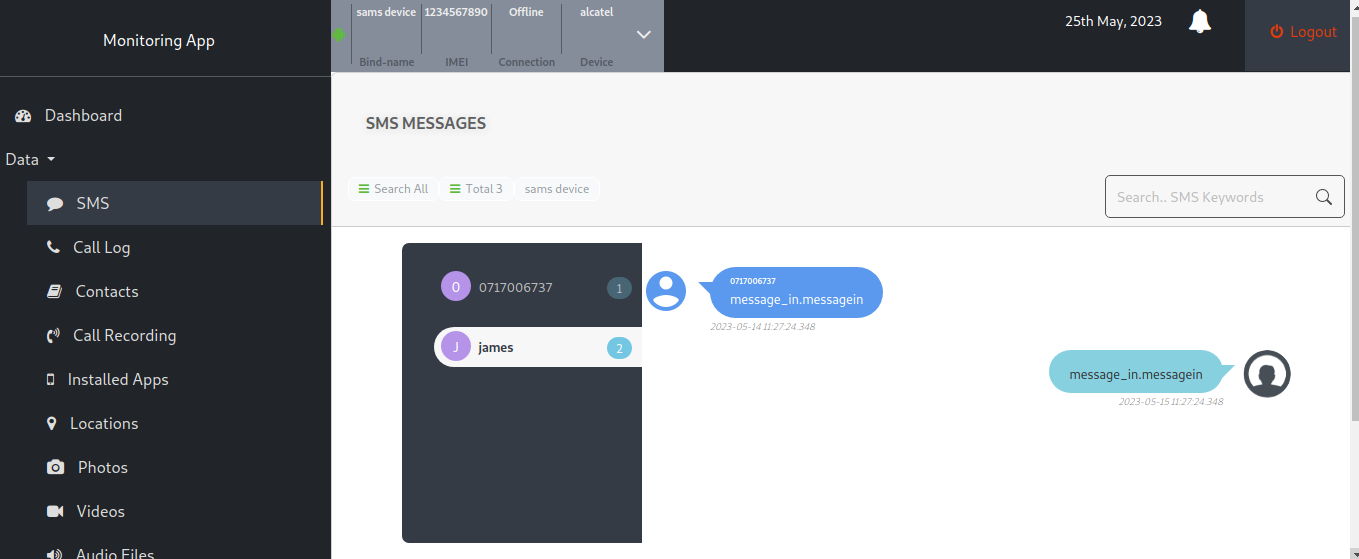 Monitoring App
sams device 1234567890 Offline alcatel
Bind-name IMEI Connection Device
25th May, 2023
Logout
Dashboard
Data
SMS
Call Log
Contacts
Call Recording
Installed Apps
Locations
Photos
Videos
Audio Files
SMS MESSAGES
Search All Total 3 sams device
Search.. SMS Keywords
0 0717006737 1
J james 2
0717006737
message_in.messagein
2023-05-14 11:27:24.348
message_in.messagein
2023-05-15 11:27:24.348